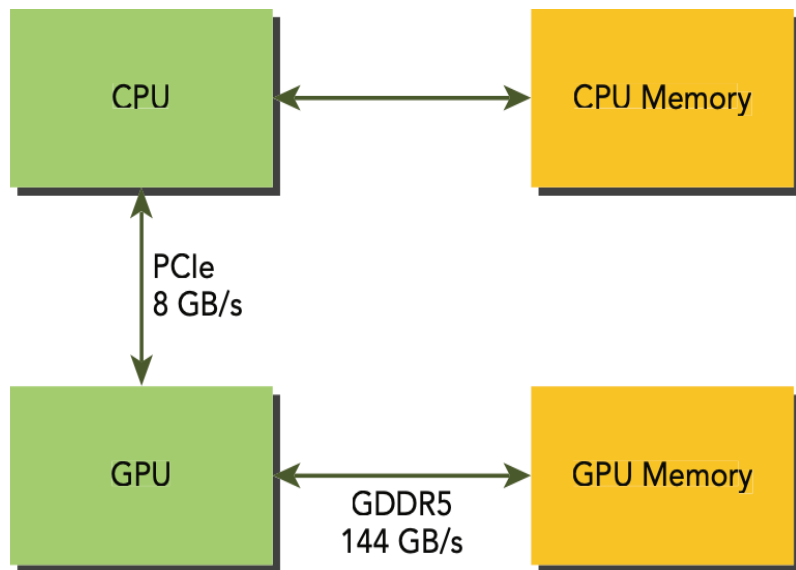 CPU
CPU Memory
PCIe
8 GB/s
GPU
GPU Memory
GDDR5
144 GB/s